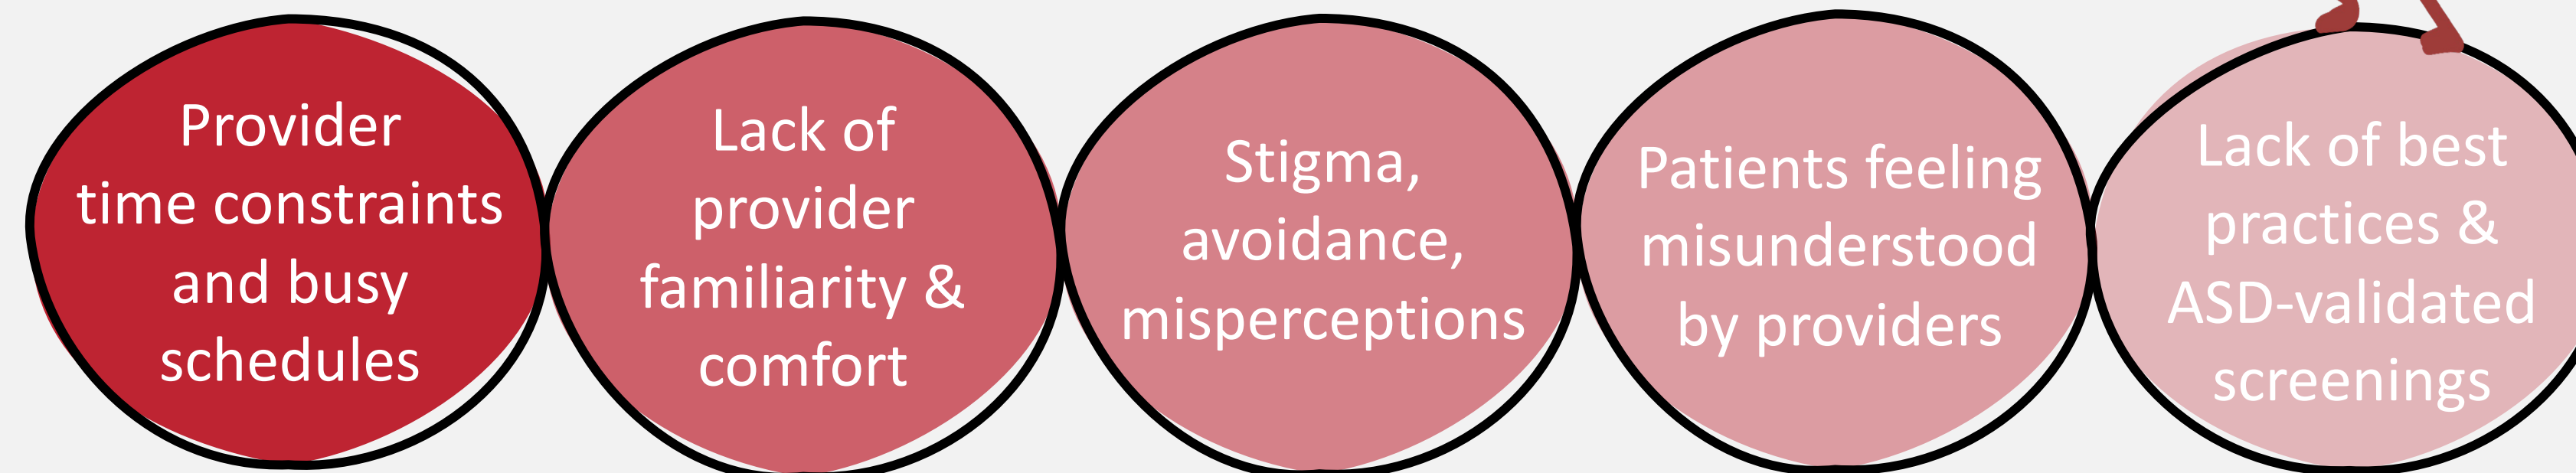 Provider
time constraints
and busy
schedules
Lack of
provider
familiarity &
comfort
Stigma,
avoidance,
misperceptions
Patients feeling
misunderstood
by providers
Lack of best
practices &
ASD-validated
screenings